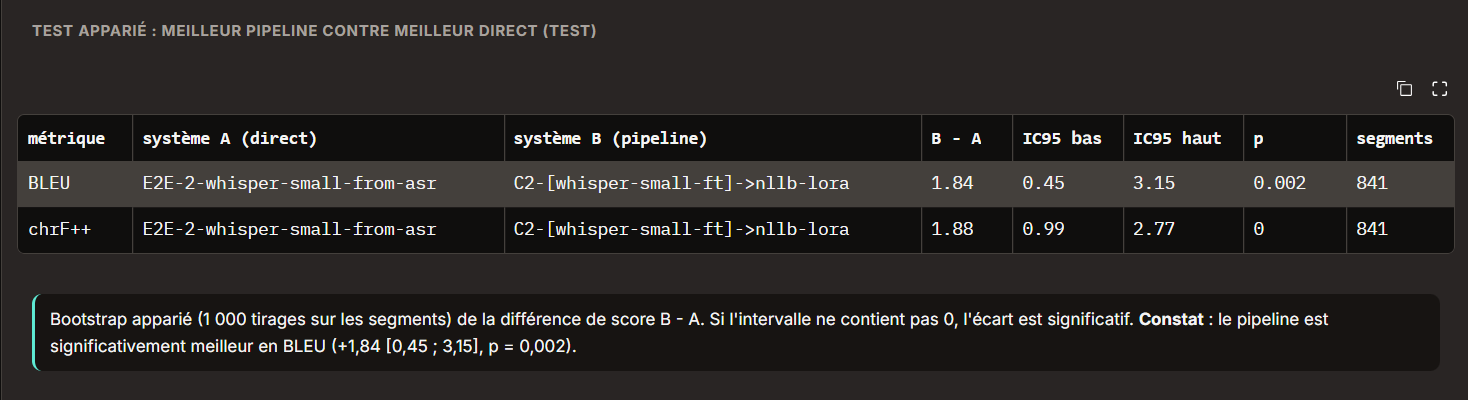 TEST APPARIÉ : MEILLEUR PIPELINE CONTRE MEILLEUR DIRECT (TEST)
métrique système A (direct) système B (pipeline) B - A IC95 bas IC95 haut p segments
BLEU E2E-2-whisper-small-from-asr C2-[whisper-small-ft]->nllb-lora 1.84 0.45 3.15 0.002 841
chrF++ E2E-2-whisper-small-from-asr C2-[whisper-small-ft]->nllb-lora 1.88 0.99 2.77 0 841
Bootstrap apparié (1 000 tirages sur les segments) de la différence de score B - A. Si l'intervalle ne contient pas 0, l'écart est significatif. Constat : le pipeline est
significativement meilleur en BLEU (+1,84 [0,45 ; 3,15], p = 0,002).